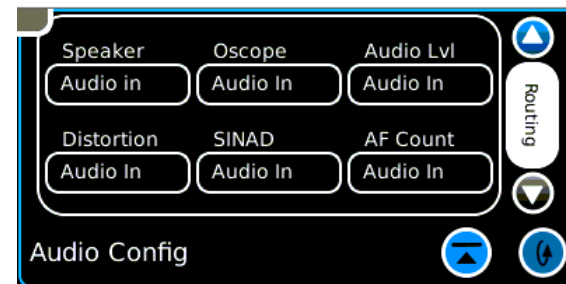 Speaker Oscope Audio Lvl
Audio in Audio In Audio In
Distortion SINAD AF Count
Audio In Audio In Audio In
Routing
Audio Config